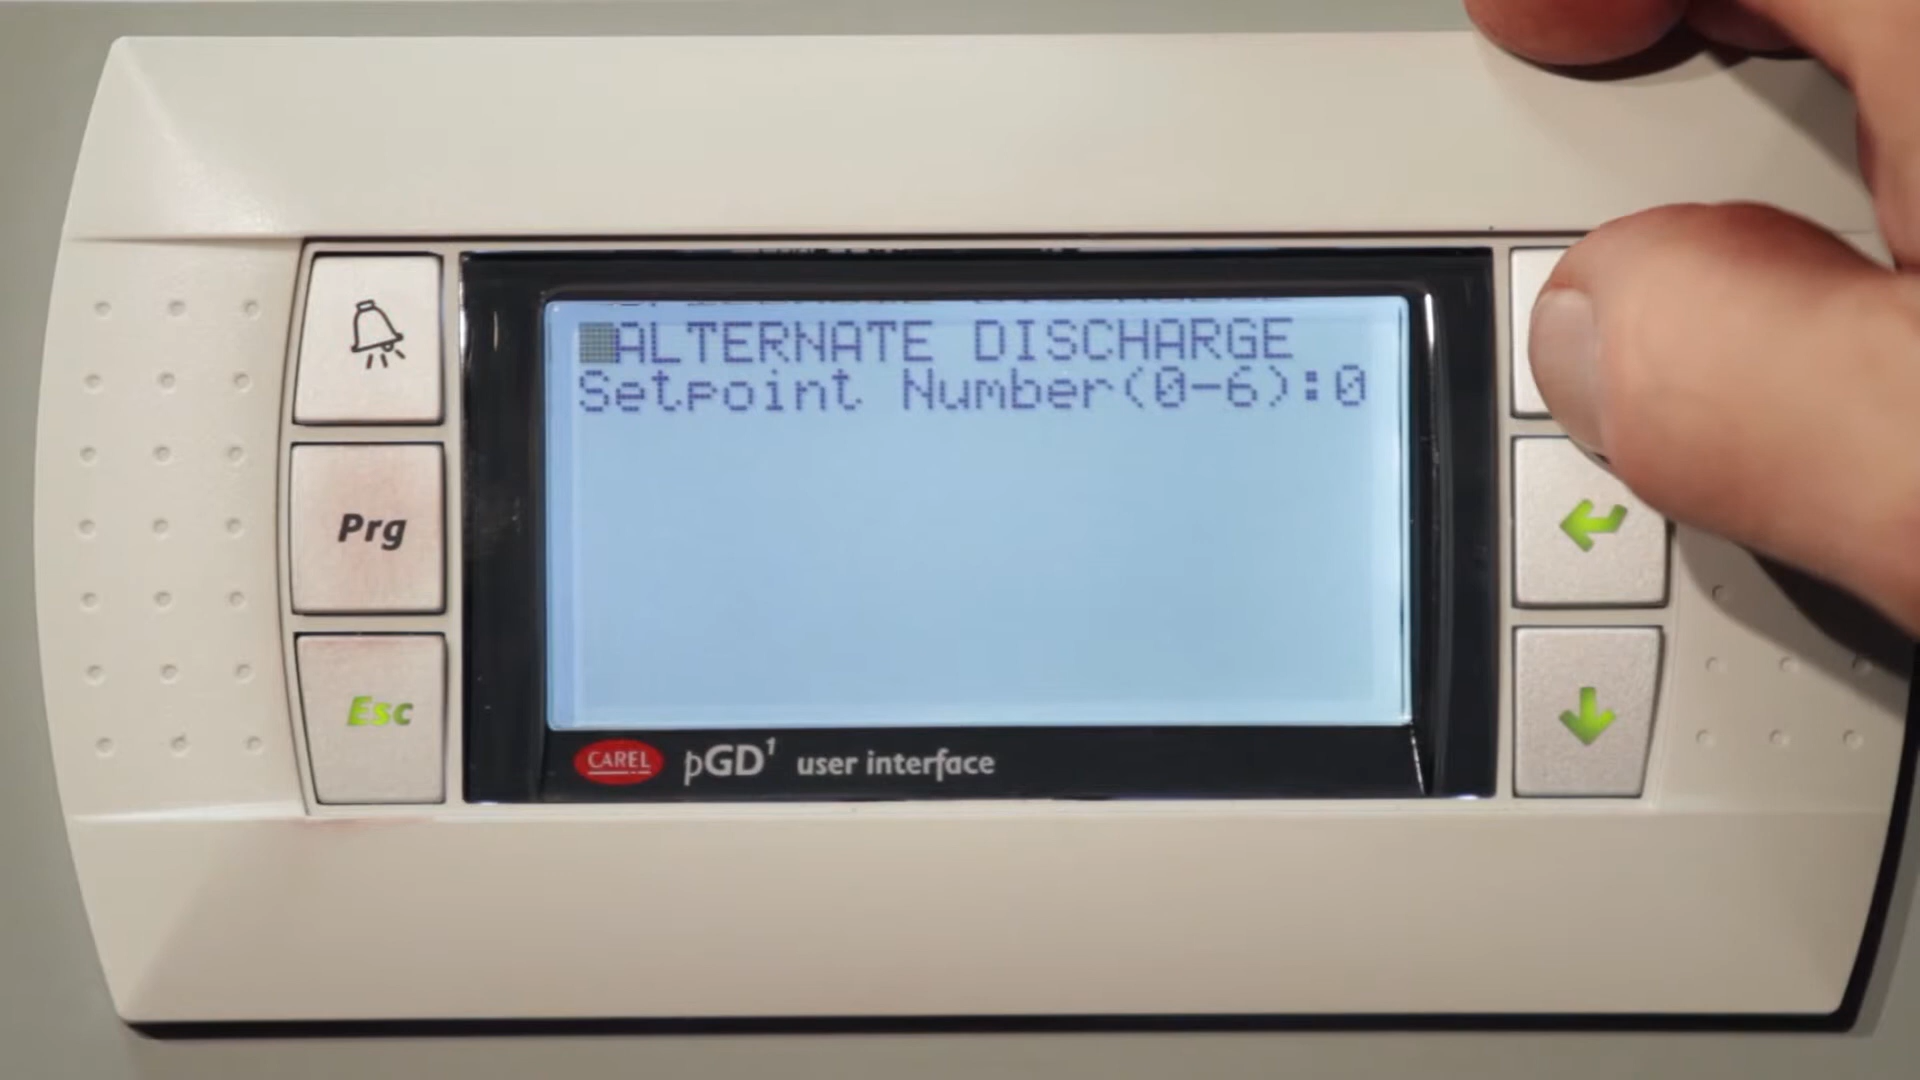 ALTERNATE DISCHARGE
Setpoint Number(0-6):0
Prg
Esc
CAREL pGD¹ user interface